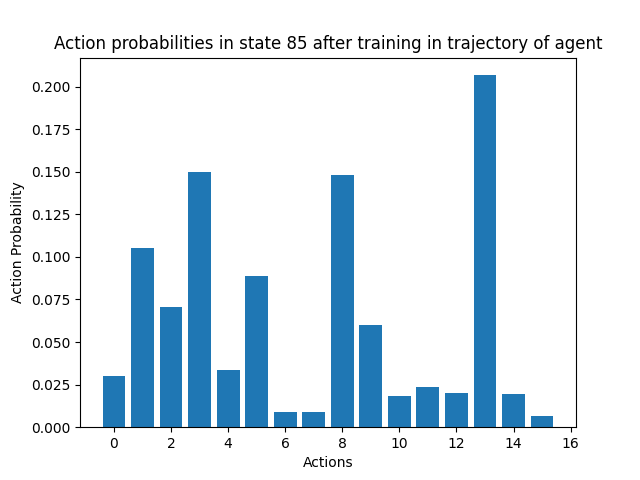 Action probabilities in state 85 after training in trajectory of agent
0.200
0.175
0.150
0.125
0.100
0.075
0.050
0.025
0.000
Action Probability
0 2 4 6 8 10 12 14 16
Actions